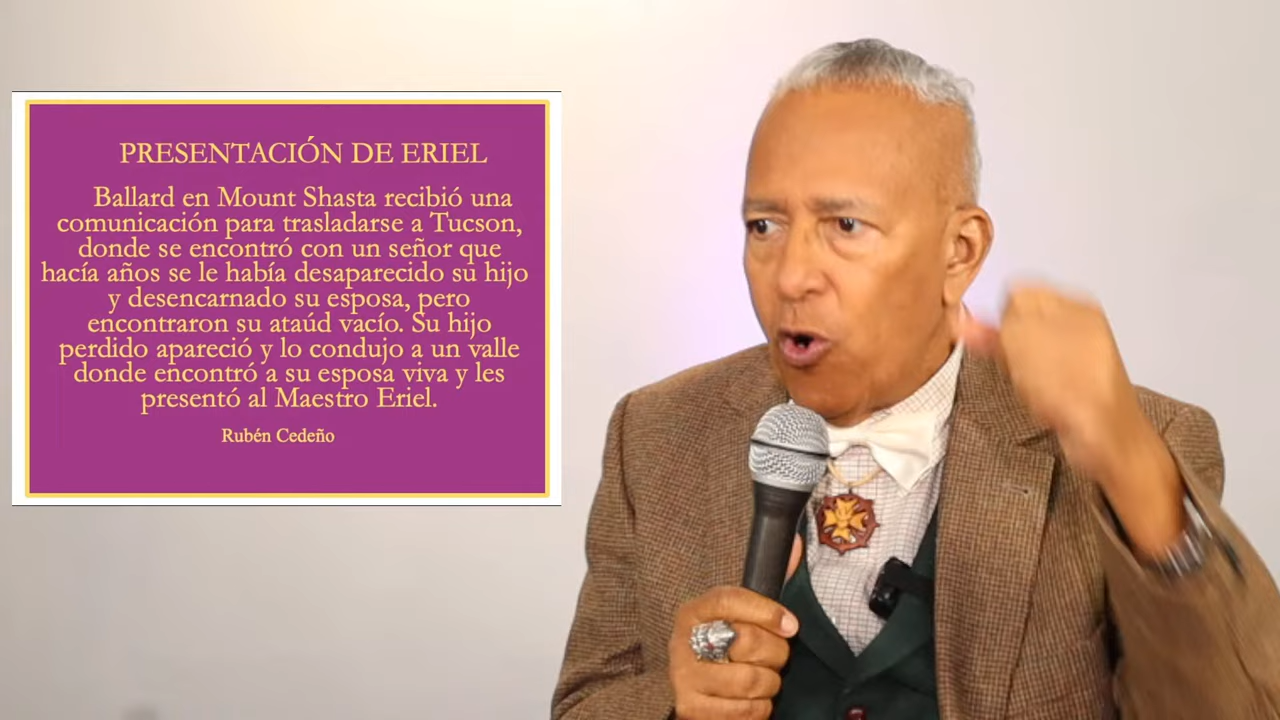 PRESENTACIÓN DE ERIEL
Ballard en Mount Shasta recibió una
comunicación para trasladarse a Tucson,
donde se encontró con un señor que
hacía años se le había desaparecido su hijo
y desencarnado su esposa, pero
encontraron su ataúd vacío. Su hijo
perdido apareció y lo condujo a un valle
donde encontró a su esposa viva y les
presentó al Maestro Eriel.
Rubén Cedeño